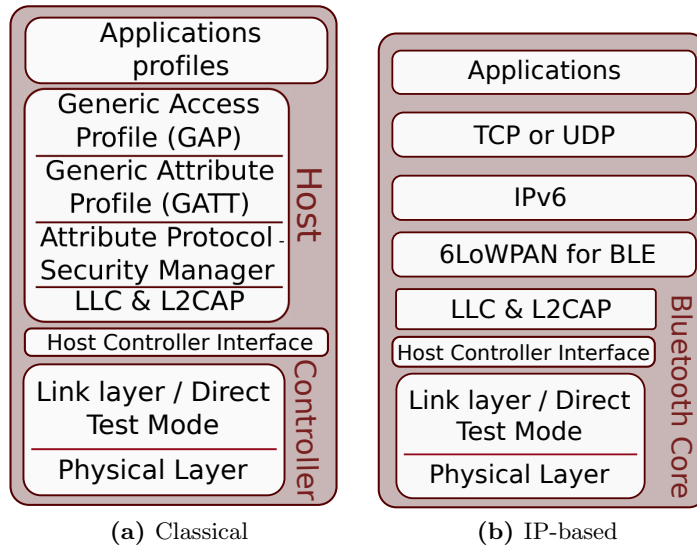 Applications
profiles
Generic Access
Profile (GAP)
Generic Attribute
Profile (GATT)
Attribute Protocol -
Security Manager
LLC & L2CAP
Host
Host Controller Interface
Link layer / Direct
Test Mode
Physical Layer
Controller
(a) Classical
Applications
TCP or UDP
IPv6
6LoWPAN for BLE
LLC & L2CAP
Host Controller Interface
Link layer / Direct
Test Mode
Physical Layer
Bluetooth Core
(b) IP-based